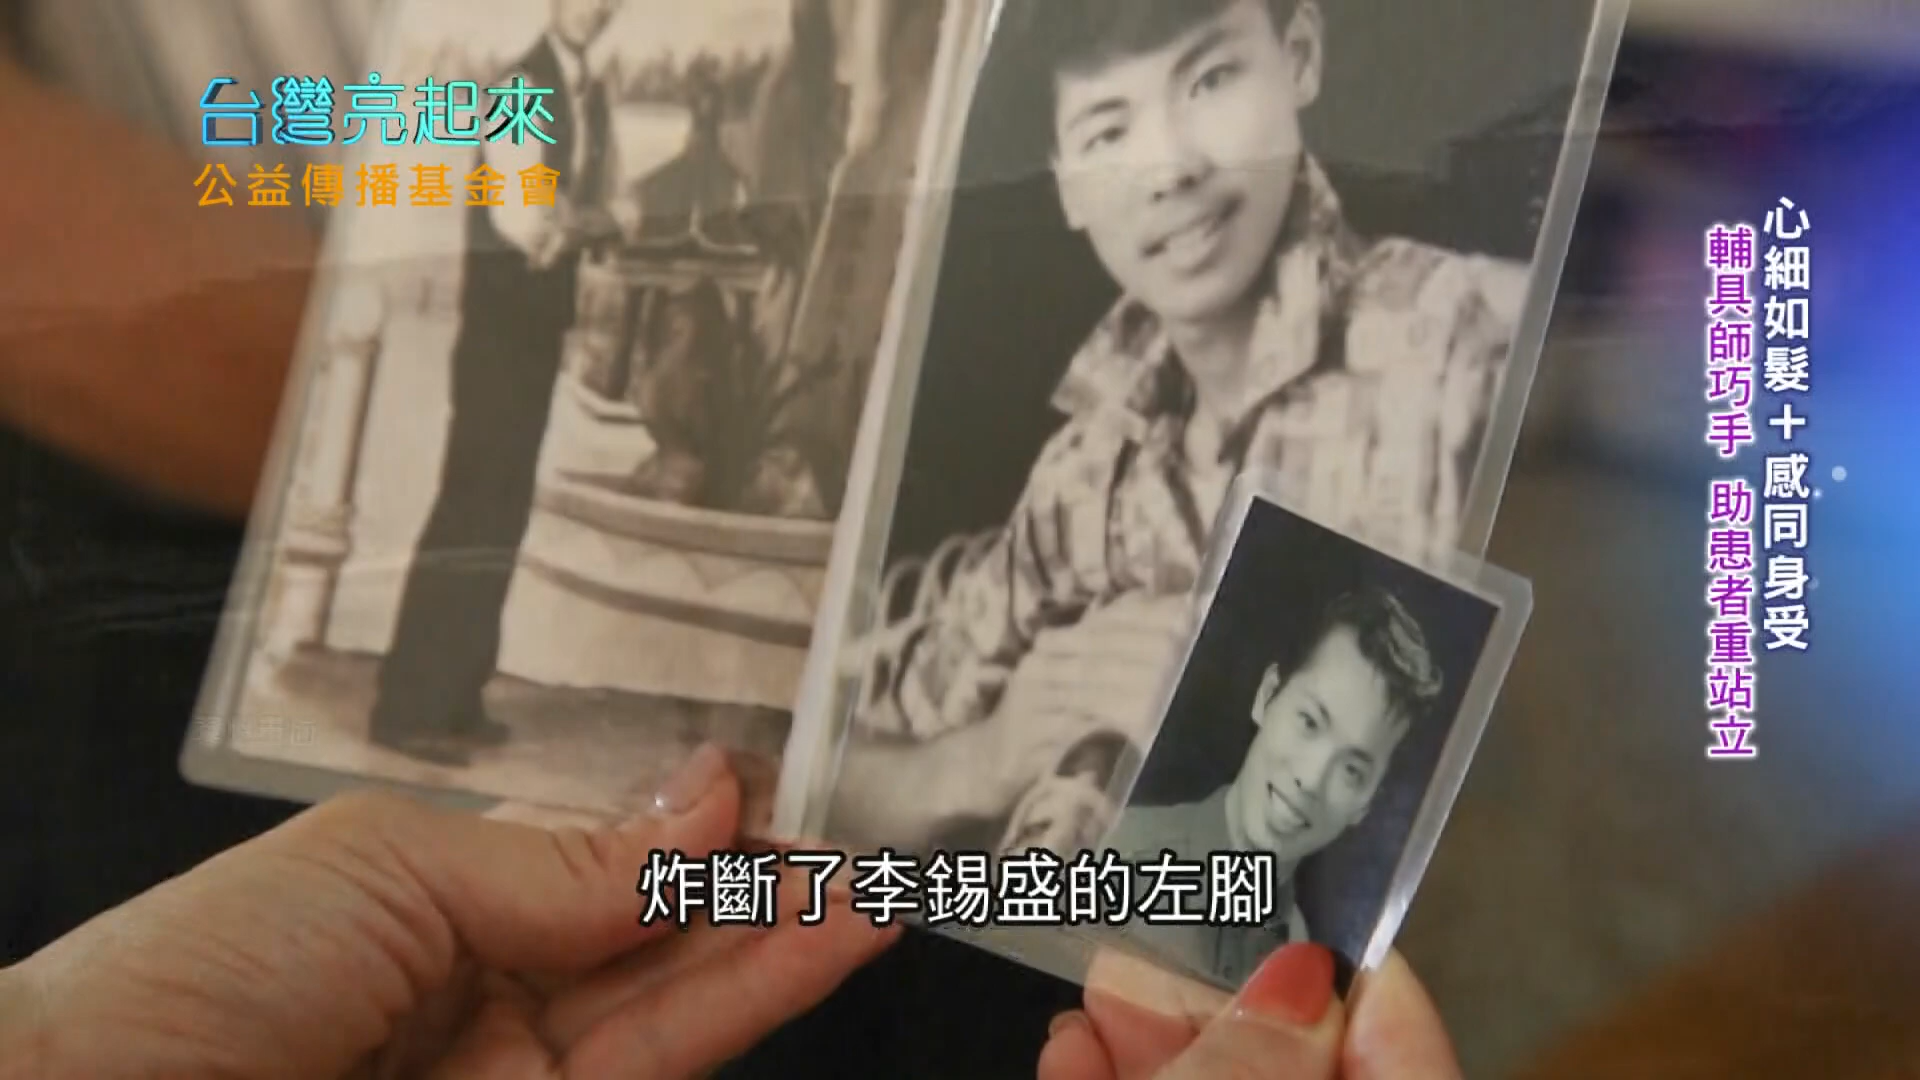 台灣亮起來
公益傳播基金會
心細如髮＋感同身受
輔具師巧手 助患者重站立
炸斷了李錫盛的左腳